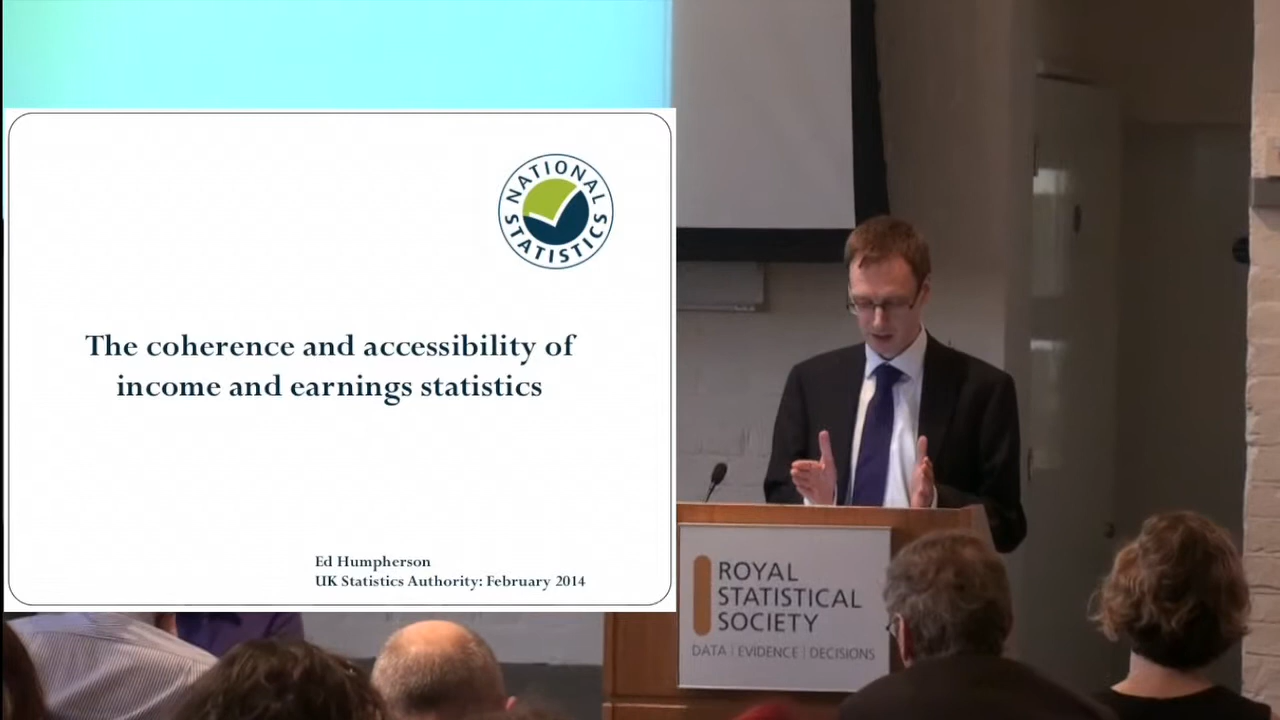 NATIONAL
STATISTICS
The coherence and accessibility of
income and earnings statistics
Ed Humpherson
UK Statistics Authority: February 2014
ROYAL
STATISTICAL
SOCIETY
DATA | EVIDENCE | DECISIONS